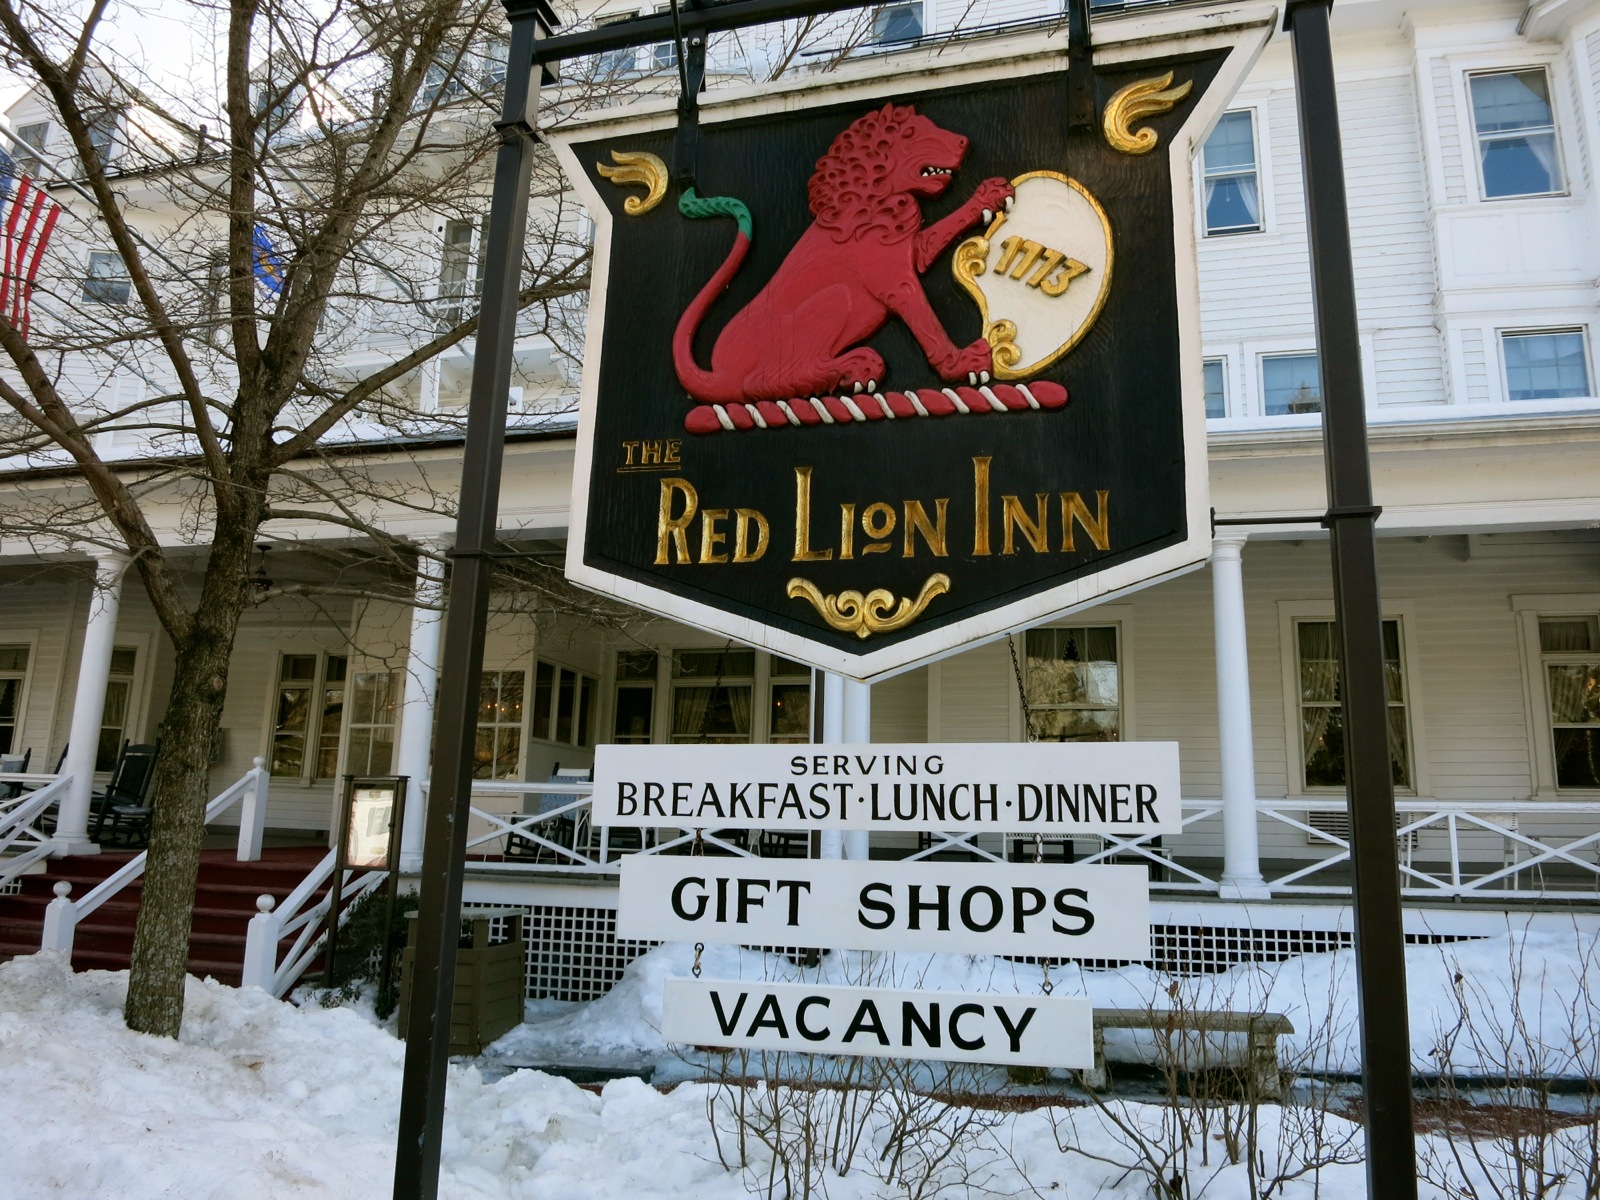 1773
THE
RED LION INN
SERVING
BREAKFAST·LUNCH·DINNER
GIFT SHOPS
VACANCY